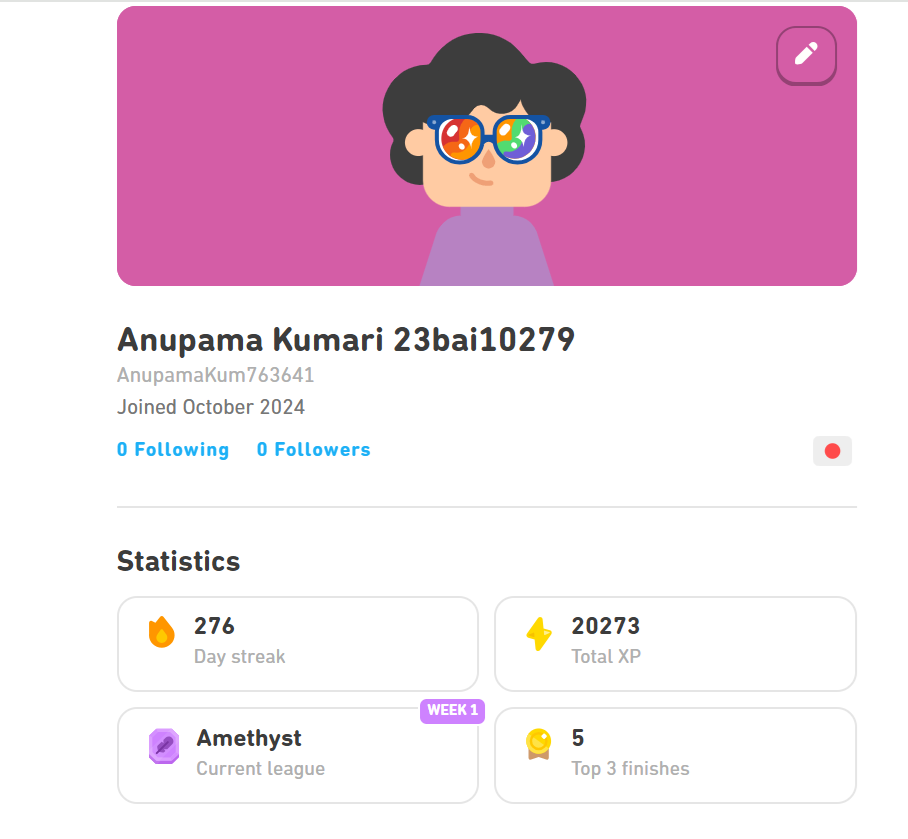 Anupama Kumari 23bai10279
AnupamaKum763641
Joined October 2024
0 Following 0 Followers
Statistics
276
Day streak
20273
Total XP
WEEK 1
Amethyst
Current league
5
Top 3 finishes